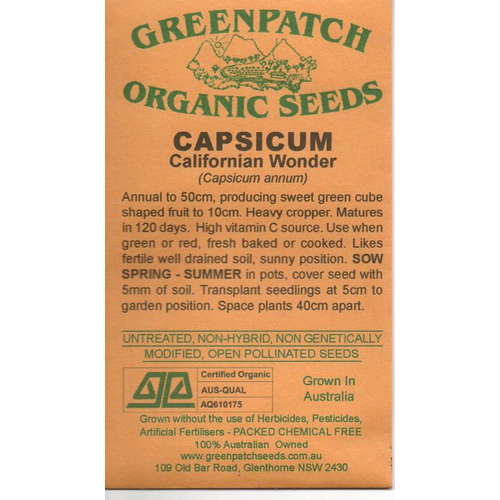 GREENPATCH
ORGANIC SEEDS
CAPSICUM
Californian Wonder
(Capsicum annum)
Annual to 50cm, producing sweet green cube
shaped fruit to 10cm. Heavy cropper. Matures
in 120 days. High vitamin C source. Use when
green or red, fresh baked or cooked. Likes
fertile well drained soil, sunny position. SOW
SPRING - SUMMER in pots, cover seed with
5mm of soil. Transplant seedlings at 5cm to
garden position. Space plants 40cm apart.
UNTREATED, NON-HYBRID, NON GENETICALLY
MODIFIED, OPEN POLLINATED SEEDS
Certified Organic
AUS-QUAL
AQ610175
Grown In
Australia
Grown without the use of Herbicides, Pesticides,
Artificial Fertilisers - PACKED CHEMICAL FREE
100% Australian Owned
www.greenpatchseeds.com.au
109 Old Bar Road, Glenthorne NSW 2430